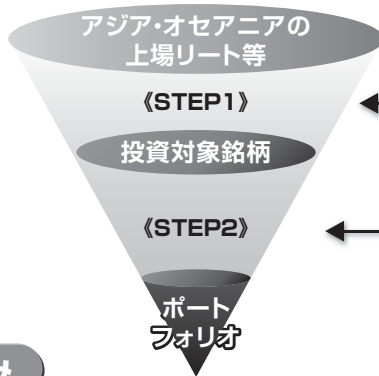 アジア・オセアニアの
上場リート等
《STEP1》
投資対象銘柄
《STEP2》
ポート
フォリオ